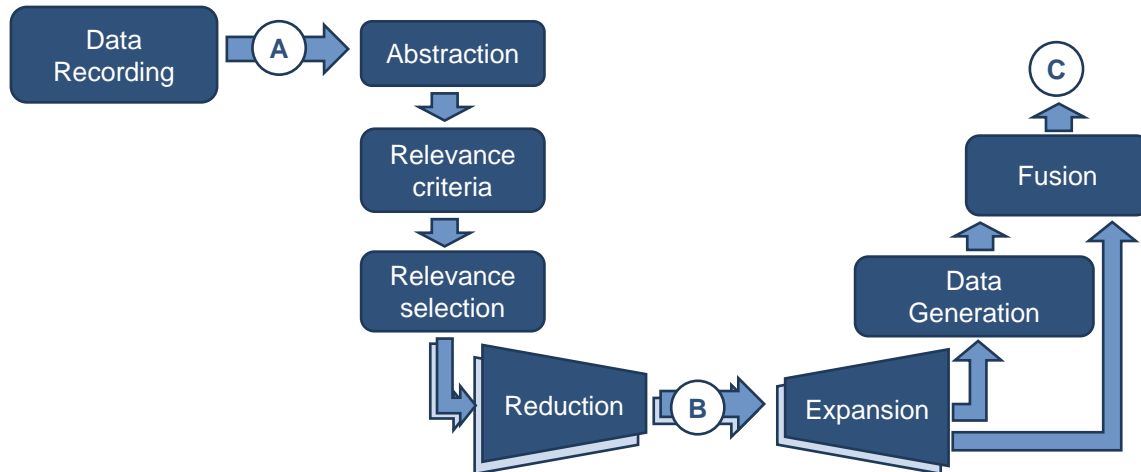 Data
Recording
A
Abstraction
Relevance
criteria
Relevance
selection
Reduction
B
Expansion
Data
Generation
Fusion
C